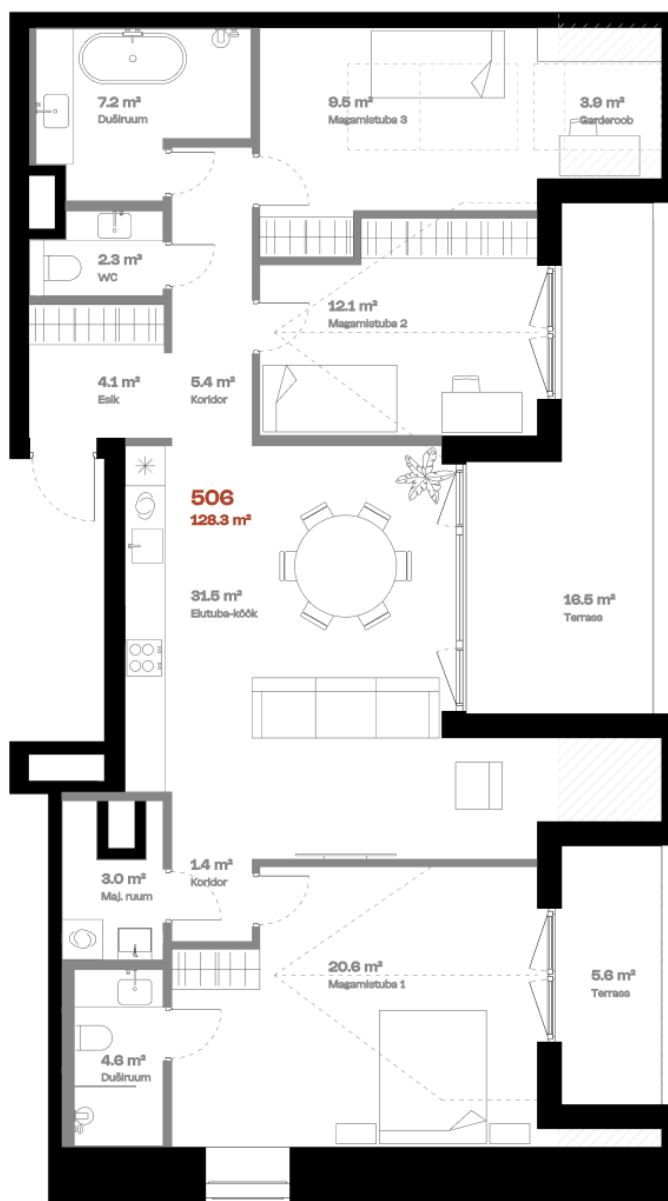 7.2 m²
Duširuum
9.5 m²
Magamistuba 3
3.9 m²
Garderoob
2.3 m²
WC
12.1 m²
Magamistuba 2
4.1 m²
Esik
5.4 m²
Koridor
506
128.3 m²
31.5 m²
Elutuba-köök
16.5 m²
Terrass
3.0 m²
Maj. ruum
1.4 m²
Koridor
20.6 m²
Magamistuba 1
5.6 m²
Terrass
4.6 m²
Duširuum